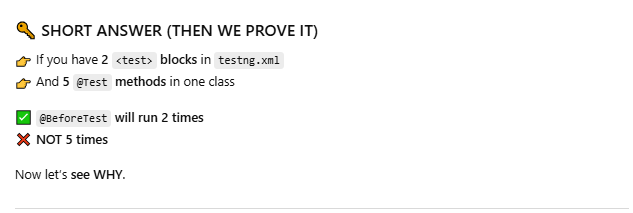 🔑 SHORT ANSWER (THEN WE PROVE IT)
👉 If you have 2 <test> blocks in testng.xml
👉 And 5 @Test methods in one class
✅ @BeforeTest will run 2 times
❌ NOT 5 times
Now let's see WHY.